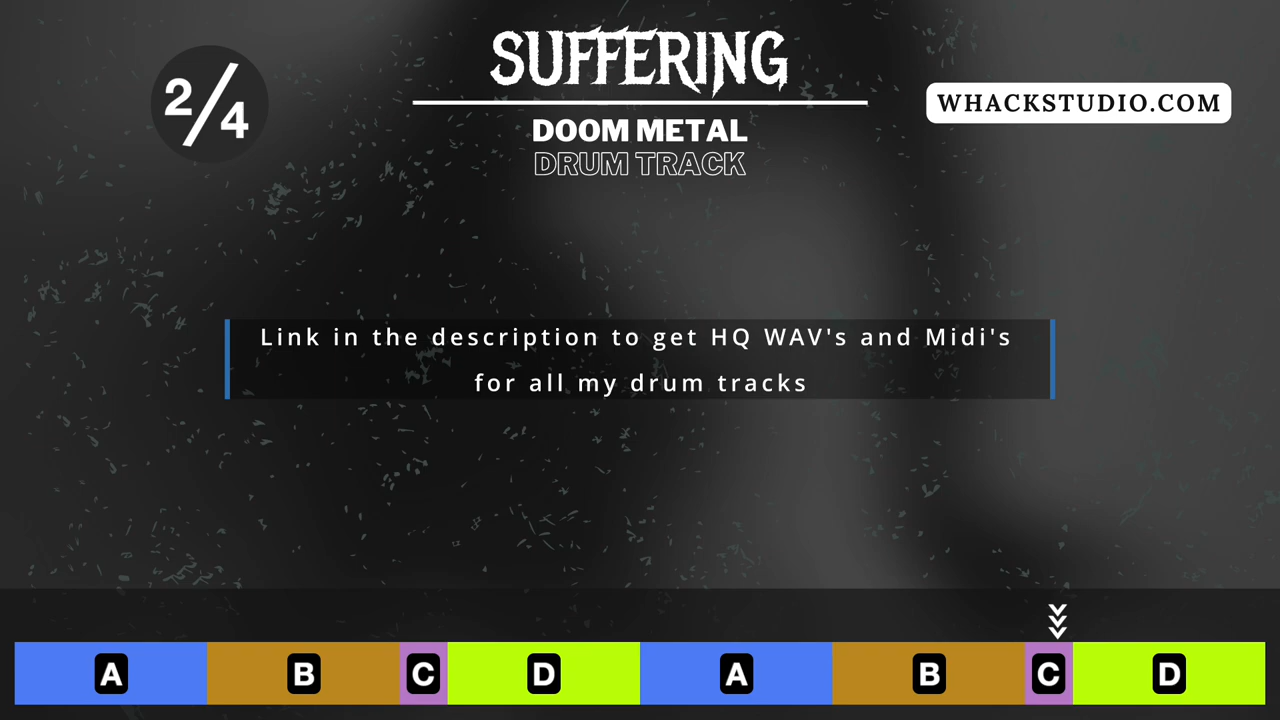 2/4
SUFFERING
DOOM METAL
DRUM TRACK
WHACKSTUDIO.COM
Link in the description to get HQ WAV's and Midi's
for all my drum tracks
A B C D A B C D